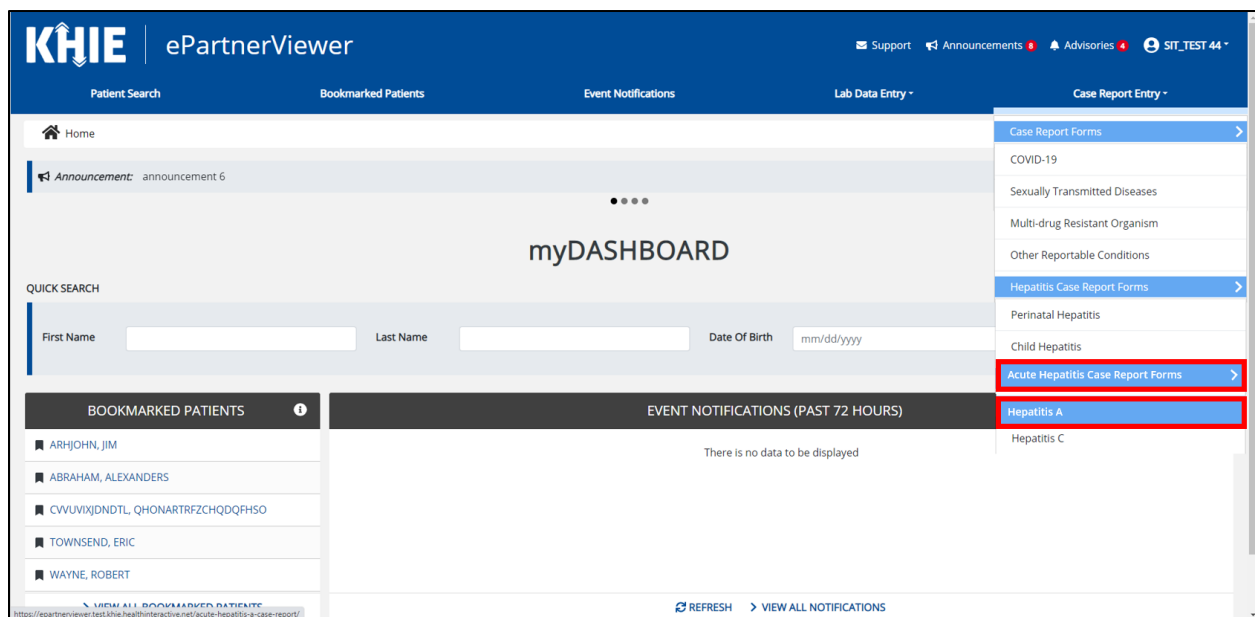 KHIE ePartnerViewer
Support Announcements 8 Advisories 4 SIT_TEST 44
Patient Search Bookmarked Patients Event Notifications Lab Data Entry Case Report Entry
Home
Announcement: announcement 6
myDASHBOARD
QUICK SEARCH
First Name Last Name Date Of Birth mm/dd/yyyy
Case Report Forms
COVID-19
Sexually Transmitted Diseases
Multi-drug Resistant Organism
Other Reportable Conditions
Hepatitis Case Report Forms
Perinatal Hepatitis
Child Hepatitis
Acute Hepatitis Case Report Forms
Hepatitis A
Hepatitis C
BOOKMARKED PATIENTS
ARHJOHN, JIM
ABRAHAM, ALEXANDERS
CVVUVIXJDNDTL, QHONARTRFZCHQDQFHSO
TOWNSEND, ERIC
WAYNE, ROBERT
VIEW ALL BOOKMARKED PATIENTS
EVENT NOTIFICATIONS (PAST 72 HOURS)
There is no data to be displayed
REFRESH VIEW ALL NOTIFICATIONS
https://epartnerviewer.test.khie.healthinteractive.net/acute-hepatitis-a-case-report/